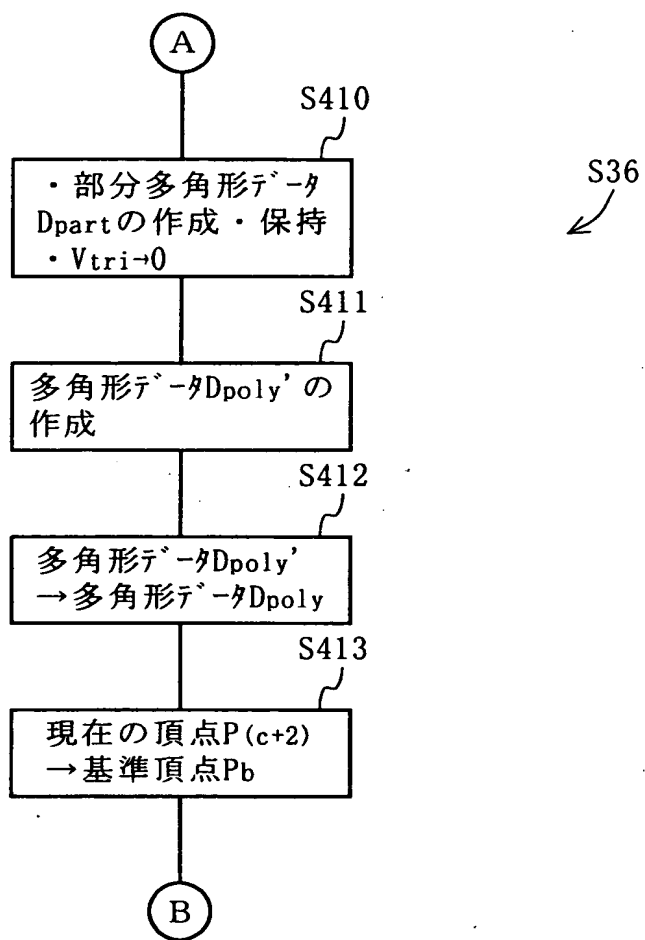 A
S410
・部分多角形ﾃﾞｰﾀ
Dpartの作成・保持
・Vtri→0
S36
S411
多角形ﾃﾞｰﾀDpoly'の
作成
S412
多角形ﾃﾞｰﾀDpoly'
→多角形ﾃﾞｰﾀDpoly
S413
現在の頂点P(c+2)
→基準頂点Pb
B